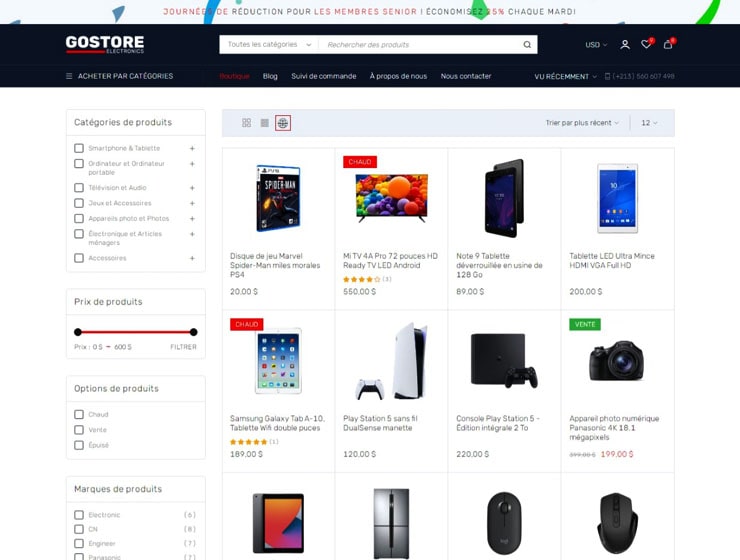 JOURNÉES DE RÉDUCTION POUR LES MEMBRES SENIOR ! ÉCONOMISEZ 25% CHAQUE MARDI
GOSTORE
ELECTRONICS
Toutes les catégories
Rechercher des produits
USD
0
0
ACHETER PAR CATÉGORIES
Boutique
Blog
Suivi de commande
À propos de nous
Nous contacter
VU RÉCEMMENT
(+213) 560 607 498
Catégories de produits
Smartphone & Tablette +
Ordinateur et Ordinateur +
portable
Télévision et Audio +
Jeux et Accessoires +
Appareils photo et Photos +
Électronique et Articles +
ménagers
Accessoires +
Prix de produits
Prix : 0 $ – 600 $
FILTRER
Options de produits
Chaud
Vente
Épuisé
Marques de produits
Electronic (6)
CN (8)
Engineer (7)
Panasonic (7)
Trier par plus récent
12
PS5
SPIDER-MAN
Disque de jeu Marvel
Spider-Man miles morales
PS4
20,00 $
CHAUD
Mi TV 4A Pro 72 pouces HD
Ready TV LED Android
(3)
550,00 $
Note 9 Tablette
déverrouillée en usine de
128 Go
89,00 $
Tablette LED Ultra Mince
HDMI VGA Full HD
200,00 $
CHAUD
Samsung Galaxy Tab A-10,
Tablette Wifi double puces
(1)
189,00 $
Play Station 5 sans fil
DualSense manette
120,00 $
Console Play Station 5 -
Édition intégrale 2 To
220,00 $
VENTE
Appareil photo numérique
Panasonic 4K 18,1
mégapixels
399,00 $ 199,00 $